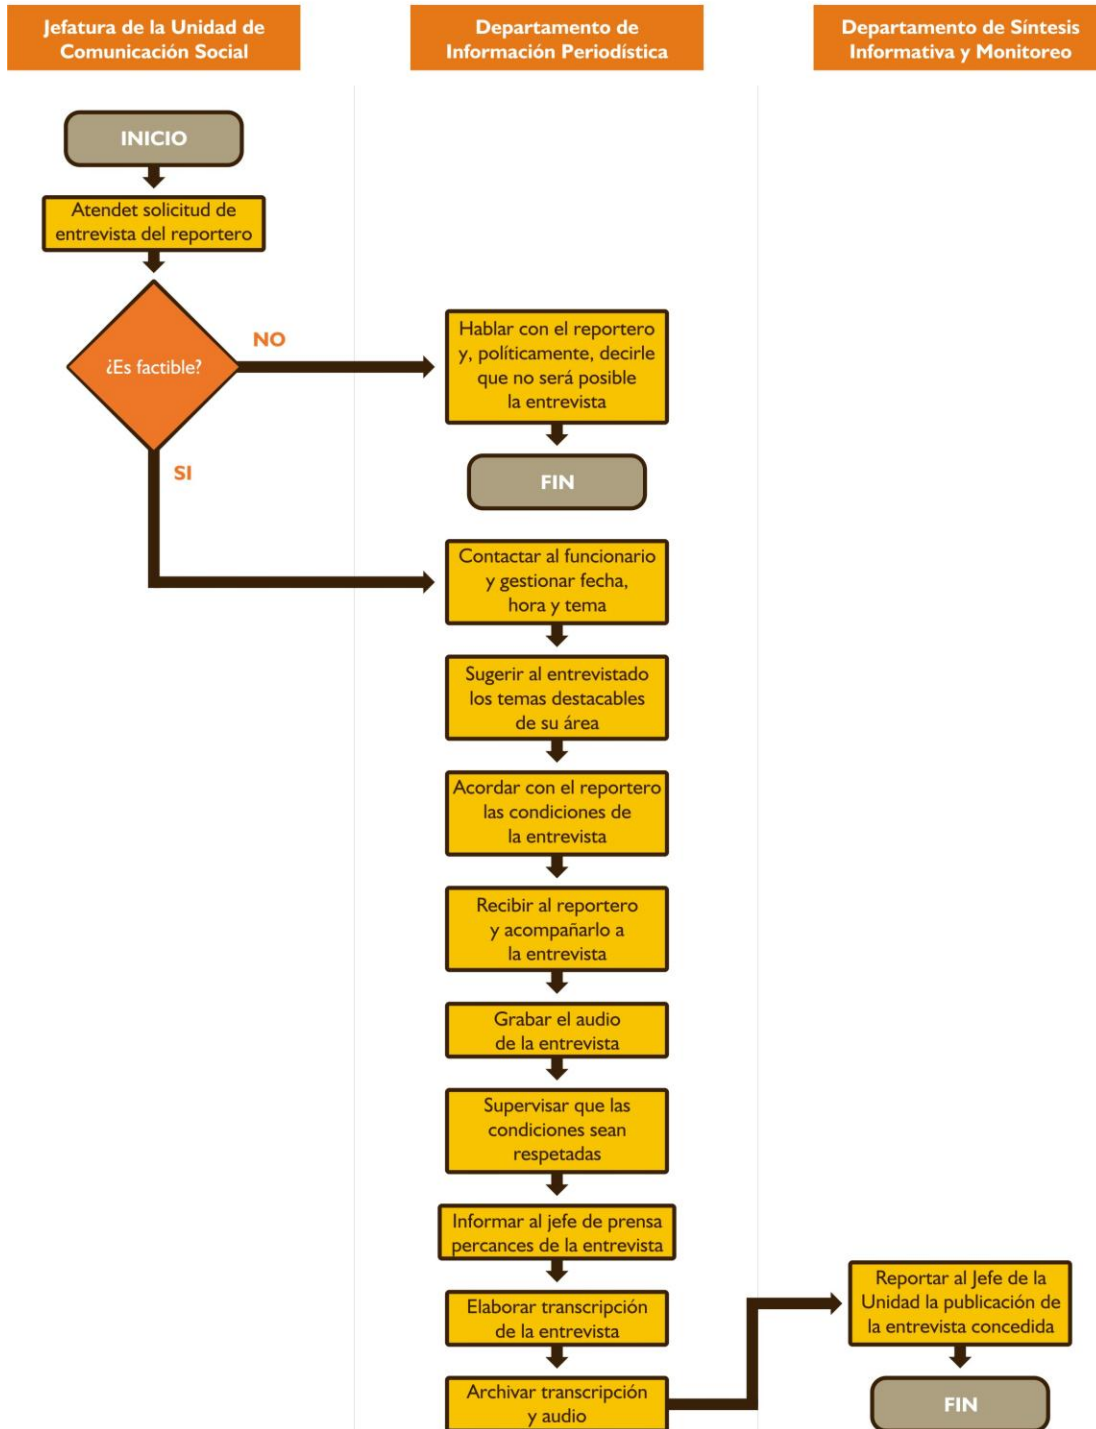 Jefatura de la Unidad de
Comunicación Social
Departamento de
Información Periodística
Departamento de Síntesis
Informativa y Monitoreo
INICIO
Atendet solicitud de
entrevista del reportero
¿Es factible?
NO
Hablar con el reportero
y, políticamente, decirle
que no será posible
la entrevista
FIN
SI
Contactar al funcionario
y gestionar fecha,
hora y tema
Sugerir al entrevistado
los temas destacables
de su área
Acordar con el reportero
las condiciones de
la entrevista
Recibir al reportero
y acompañarlo a
la entrevista
Grabar el audio
de la entrevista
Supervisar que las
condiciones sean
respetadas
Informar al jefe de prensa
percances de la entrevista
Elaborar transcripción
de la entrevista
Archivar transcripción
y audio
Reportar al Jefe de la
Unidad la publicación de
la entrevista concedida
FIN